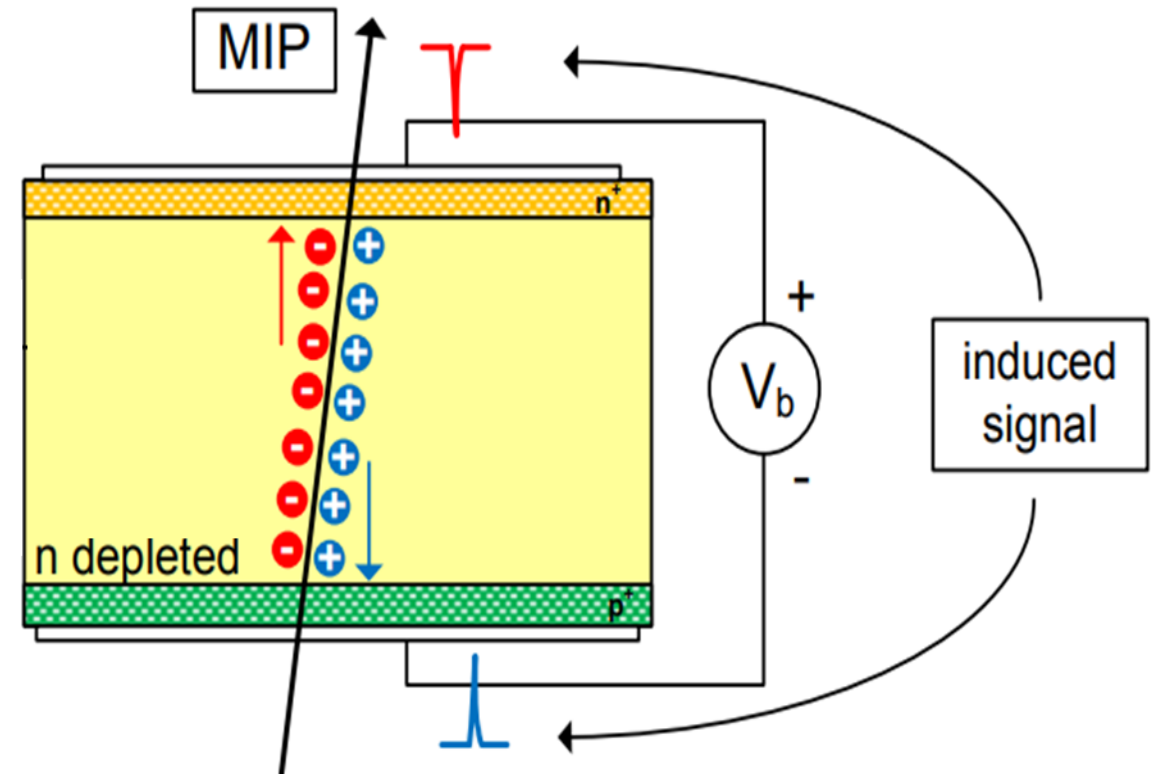 MIP
n+
+
induced
signal
Vb
-
n depleted
p+